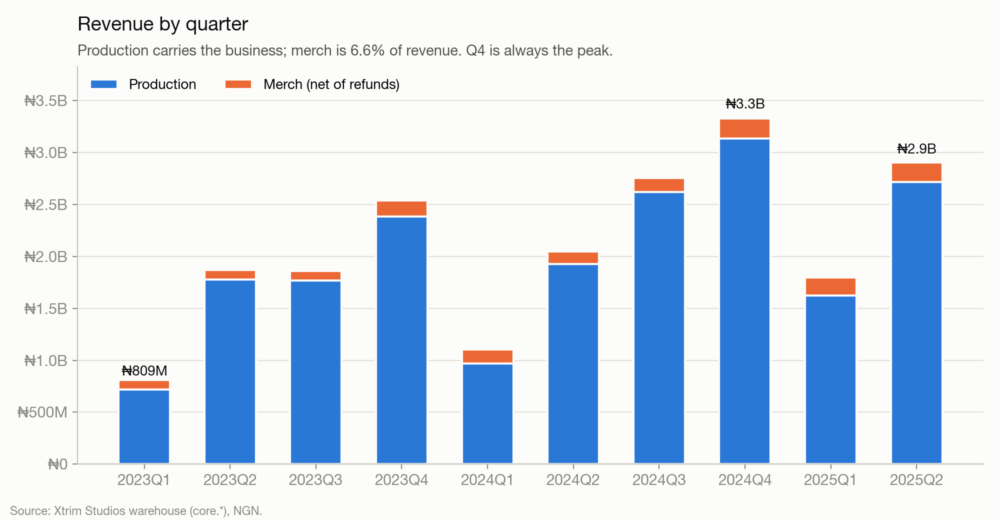 Revenue by quarter
Production carries the business; merch is 6.6% of revenue. Q4 is always the peak.
Production
Merch (net of refunds)
₦3.5B
₦3.0B
₦2.5B
₦2.0B
₦1.5B
₦1.0B
₦500M
₦0
₦809M
₦3.3B
₦2.9B
2023Q1
2023Q2
2023Q3
2023Q4
2024Q1
2024Q2
2024Q3
2024Q4
2025Q1
2025Q2
Source: Xtrim Studios warehouse (core.*), NGN.